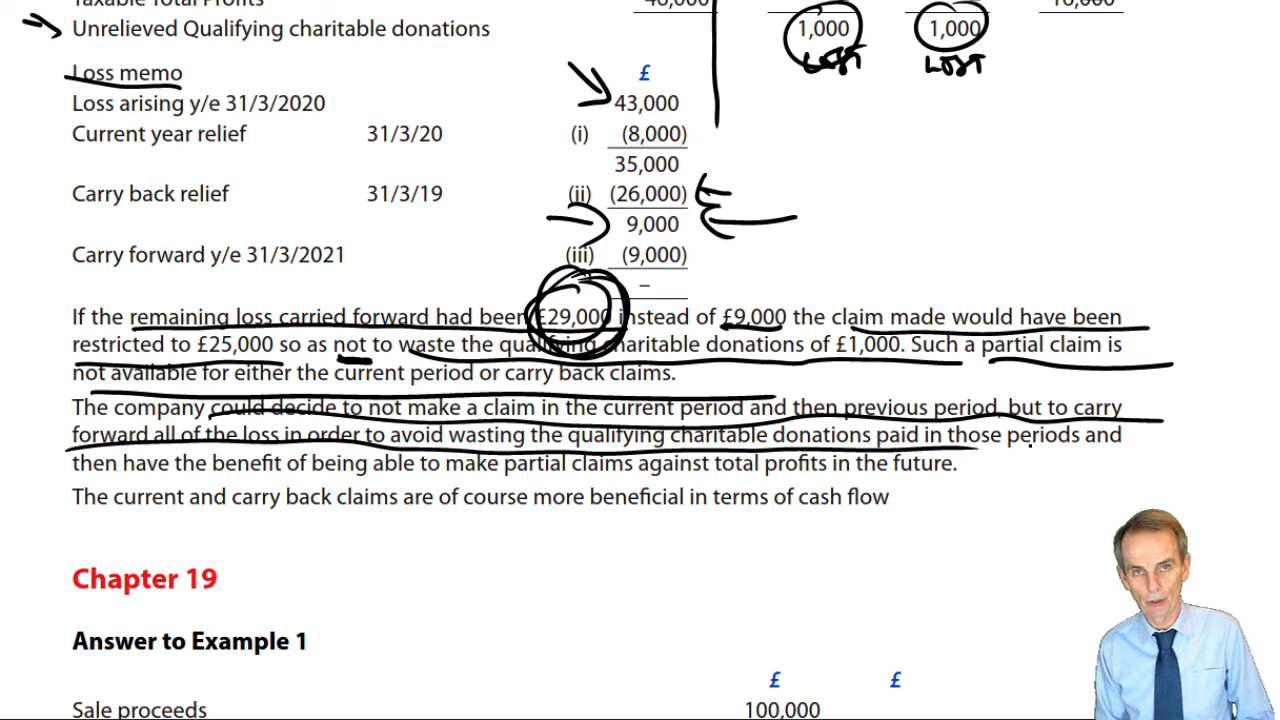 Unrelieved Qualifying charitable donations 1,000 1,000
LOST LOST
Loss memo £
Loss arising y/e 31/3/2020 43,000
Current year relief 31/3/20 (i) (8,000)
35,000
Carry back relief 31/3/19 (ii) (26,000)
9,000
Carry forward y/e 31/3/2021 (iii) (9,000)
–
If the remaining loss carried forward had been £29,000 instead of £9,000 the claim made would have been
restricted to £25,000 so as not to waste the qualifying charitable donations of £1,000. Such a partial claim is
not available for either the current period or carry back claims.
The company could decide to not make a claim in the current period and then previous period, but to carry
forward all of the loss in order to avoid wasting the qualifying charitable donations paid in those periods and
then have the benefit of being able to make partial claims against total profits in the future.
The current and carry back claims are of course more beneficial in terms of cash flow
Chapter 19
Answer to Example 1
£ £
Sale proceeds 100,000